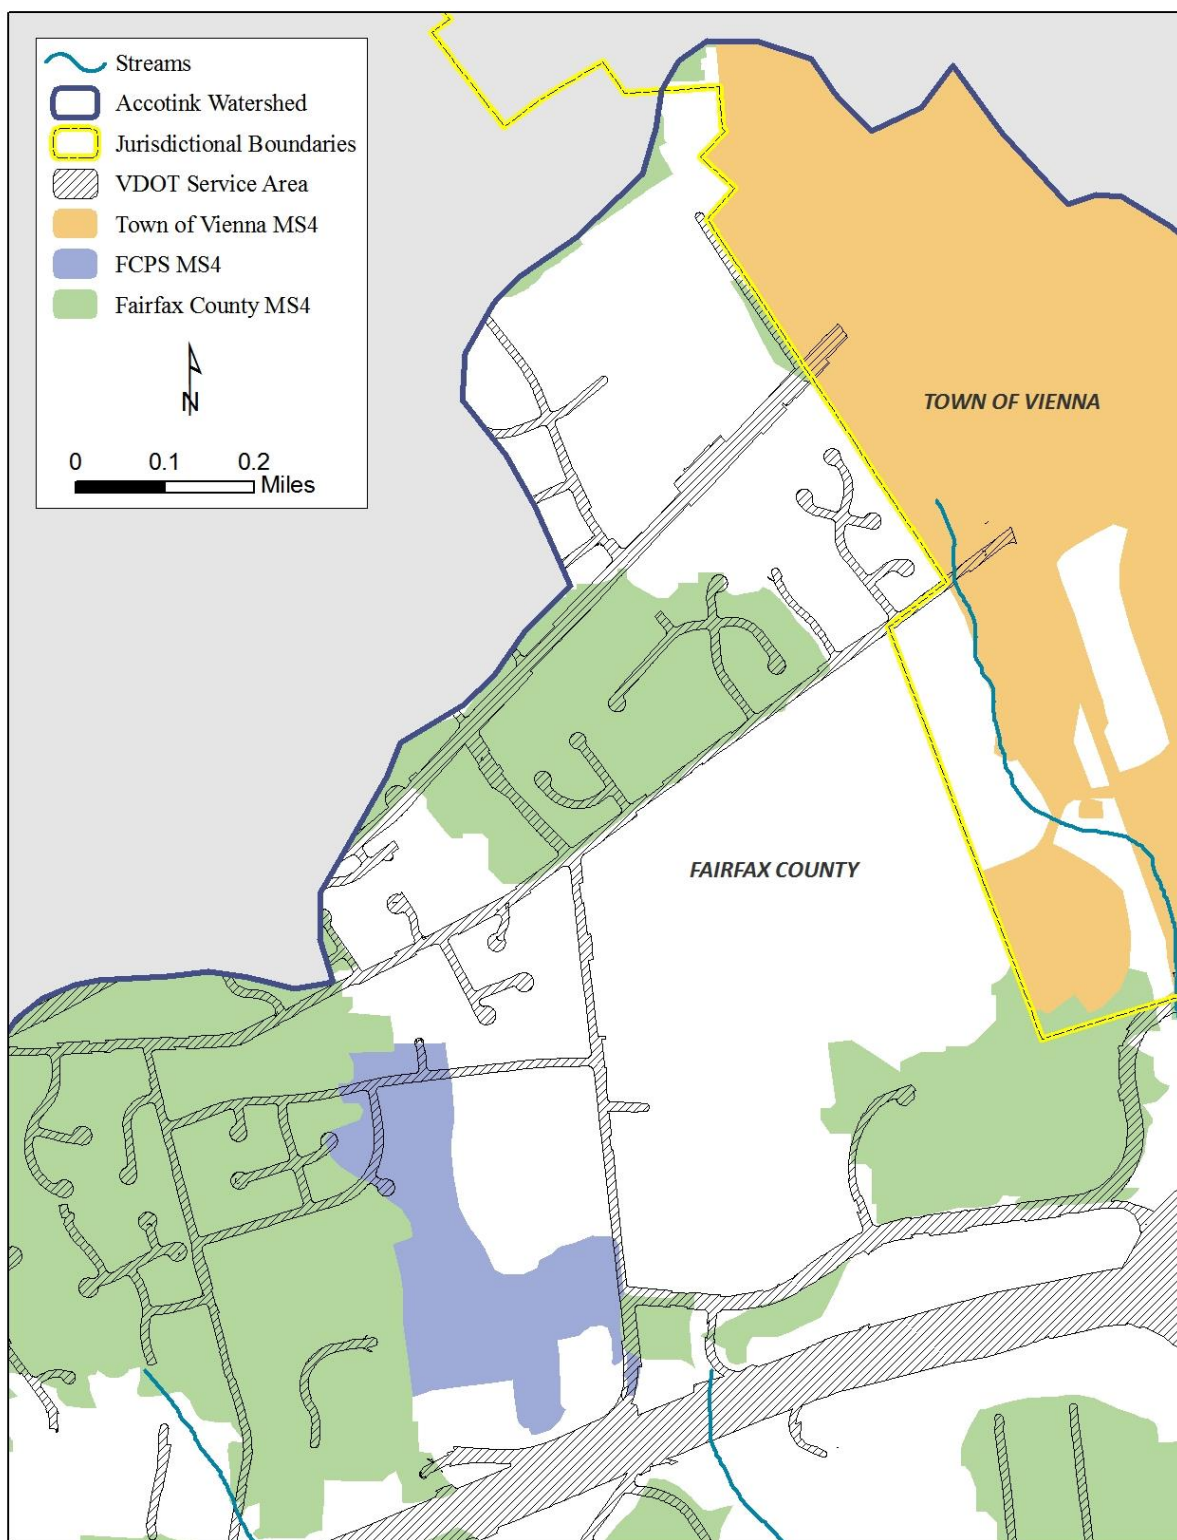 Streams
Accotink Watershed
Jurisdictional Boundaries
VDOT Service Area
Town of Vienna MS4
FCPS MS4
Fairfax County MS4
N
0 0.1 0.2
Miles
TOWN OF VIENNA
FAIRFAX COUNTY